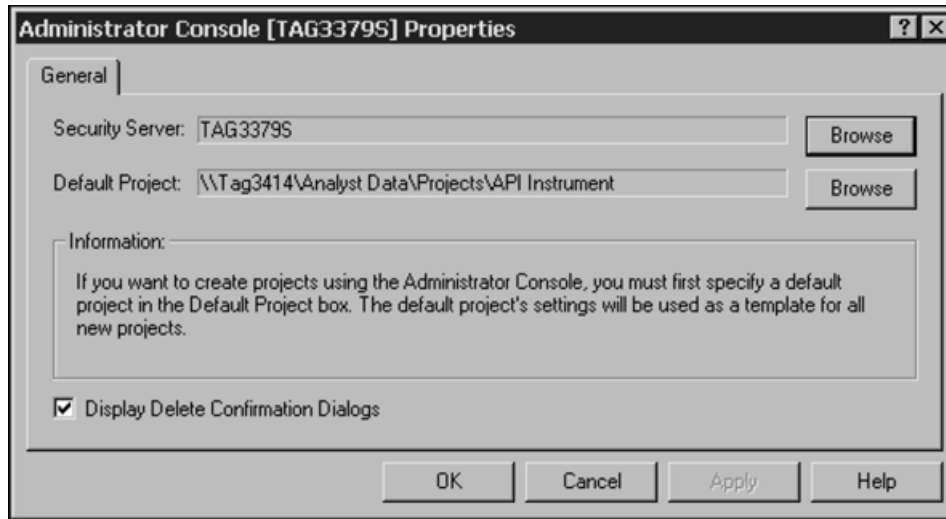 Administrator Console [TAG3379S] Properties
General
Security Server: TAG3379S Browse
Default Project: \\Tag3414\Analyst Data\Projects\API Instrument Browse
Information:
If you want to create projects using the Administrator Console, you must first specify a default
project in the Default Project box. The default project's settings will be used as a template for all
new projects.
Display Delete Confirmation Dialogs
OK Cancel Apply Help